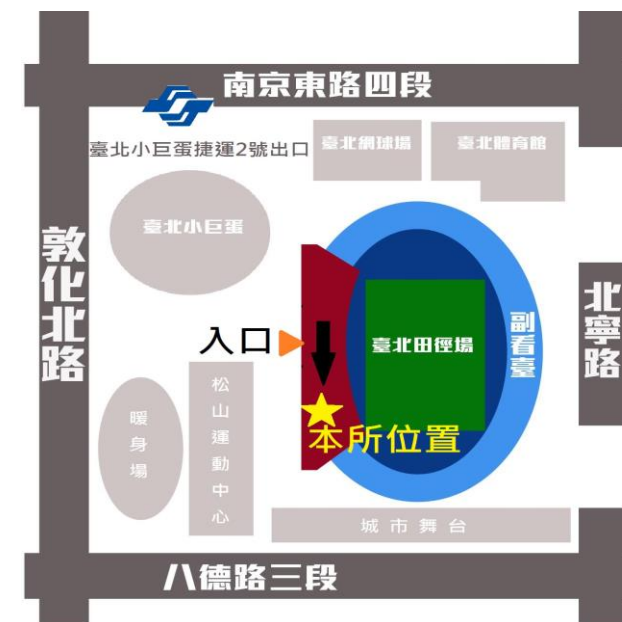 南京東路四段
臺北小巨蛋捷運2號出口
臺北網球場
臺北體育館
臺北小巨蛋
敦化北路
北寧路
副看臺
入口
臺北田徑場
本所位置
暖身場
松山運動中心
城市舞台
八德路三段